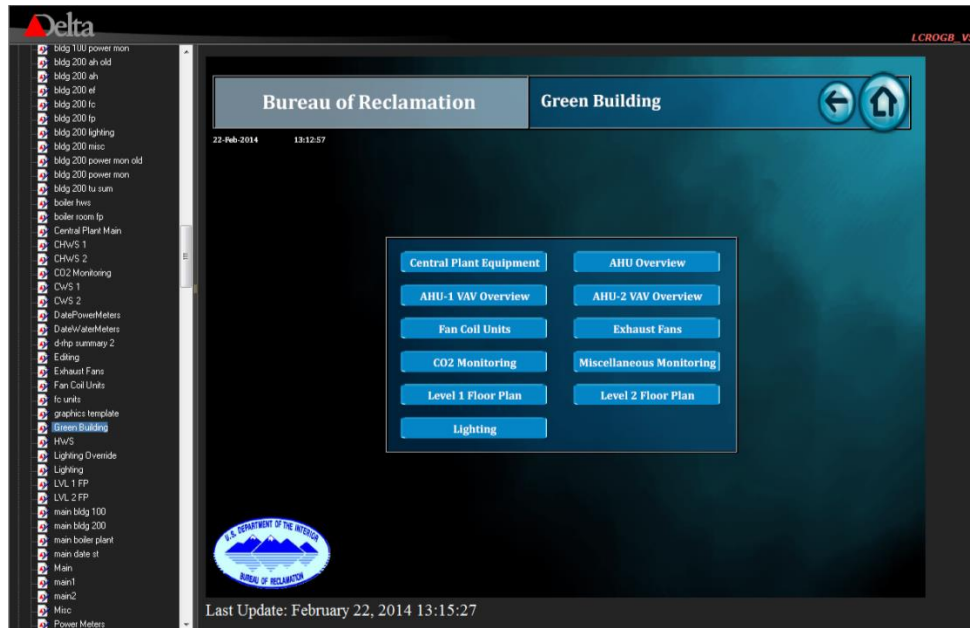 Delta
LCROGB_V
bldg 100 power mon
bldg 200 ah old
bldg 200 ah
bldg 200 ef
bldg 200 fc
bldg 200 fp
bldg 200 lighting
bldg 200 misc
bldg 200 power mon old
bldg 200 power mon
bldg 200 tu sum
boiler hws
boiler room fp
Central Plant Main
CHWS 1
CHWS 2
CO2 Monitoring
CWS 1
CWS 2
DatePowerMeters
DateWaterMeters
d-rhp summary 2
Editing
Exhaust Fans
Fan Coil Units
fc units
graphics template
Green Building
HWS
Lighting Override
Lighting
LVL 1 FP
LVL 2 FP
main bldg 100
main bldg 200
main boiler plant
main date st
Main
main1
main2
Misc
Power Meters
Bureau of Reclamation
Green Building
22-Feb-2014 13:12:57
Central Plant Equipment
AHU Overview
AHU-1 VAV Overview
AHU-2 VAV Overview
Fan Coil Units
Exhaust Fans
CO2 Monitoring
Miscellaneous Monitoring
Level 1 Floor Plan
Level 2 Floor Plan
Lighting
U.S. DEPARTMENT OF THE INTERIOR
BUREAU OF RECLAMATION
Last Update: February 22, 2014 13:15:27